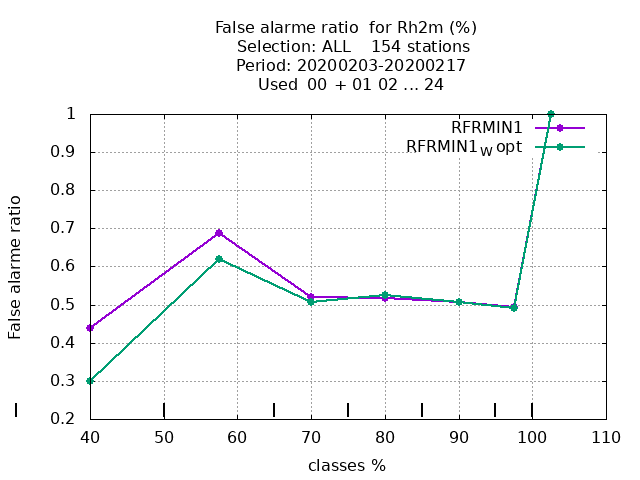 False alarme ratio  for Rh2m (%)
Selection: ALL    154 stations
Period: 20200203-20200217
Used  00  + 01 02 ... 24
RFRMIN1
RFRMIN1W opt
1
0.9
0.8
0.7
0.6
0.5
0.4
0.3
0.2
False alarme ratio
40 50 60 70 80 90 100 110
classes %